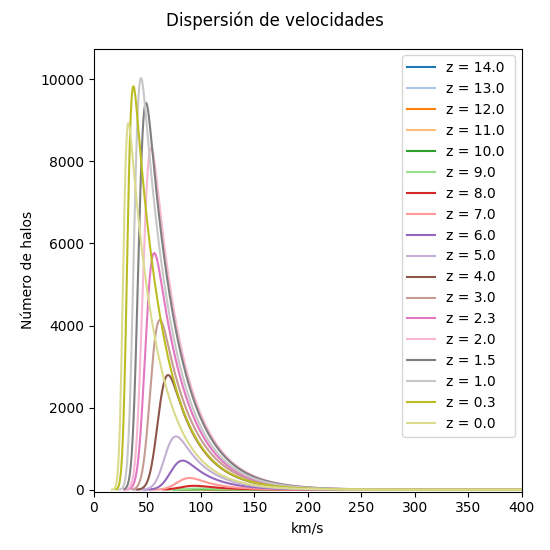 Dispersión de velocidades
Número de halos
10000
8000
6000
4000
2000
0
0 50 100 150 200 250 300 350 400
km/s
z = 14.0
z = 13.0
z = 12.0
z = 11.0
z = 10.0
z = 9.0
z = 8.0
z = 7.0
z = 6.0
z = 5.0
z = 4.0
z = 3.0
z = 2.3
z = 2.0
z = 1.5
z = 1.0
z = 0.3
z = 0.0